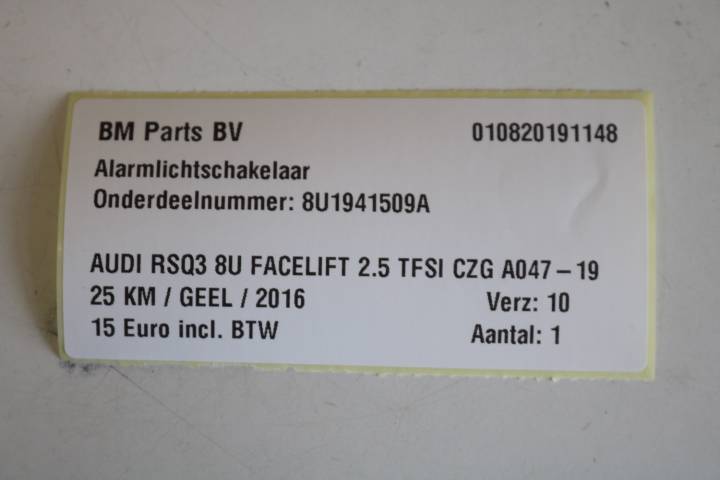 BM Parts BV 010820191148
Alarmlichtschakelaar
Onderdeelnummer: 8U1941509A
AUDI RSQ3 8U FACELIFT 2.5 TFSI CZG A047-19
25 KM / GEEL / 2016 Verz: 10
15 Euro incl. BTW Aantal: 1